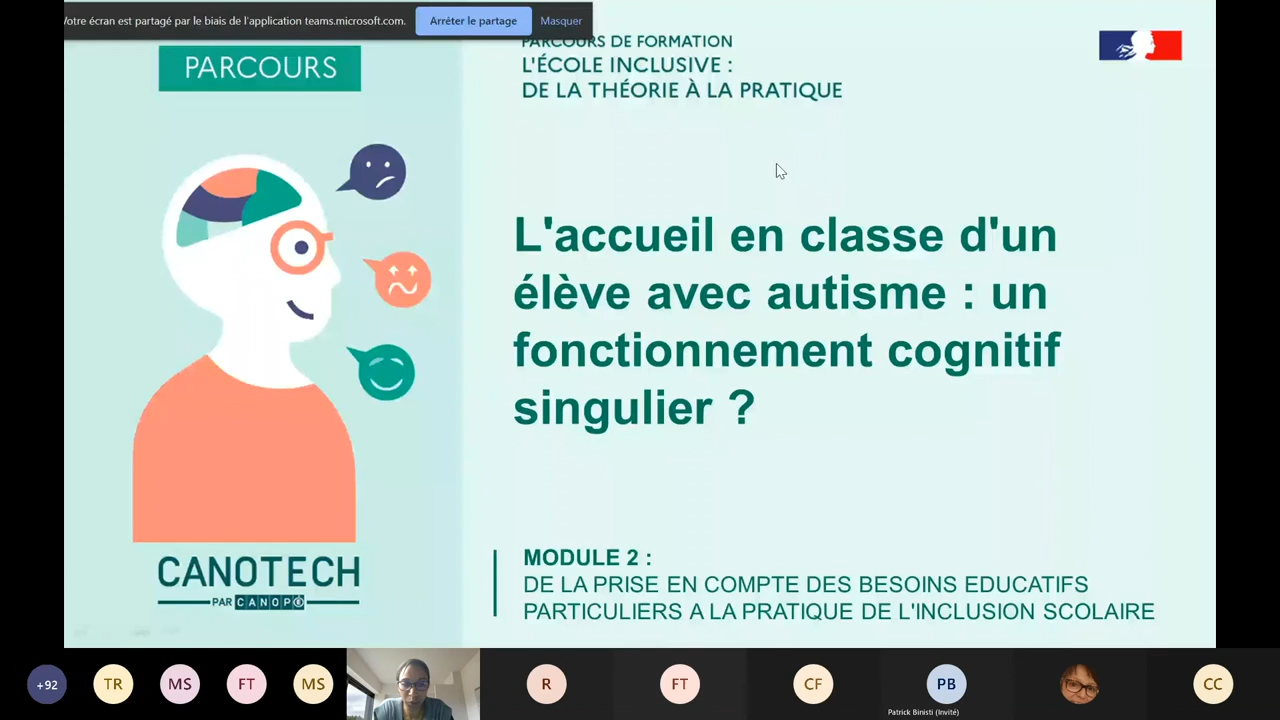 Votre écran est partagé par le biais de l'application teams.microsoft.com.
Arrêter le partage
Masquer
PARCOURS
PARCOURS DE FORMATION
L'ÉCOLE INCLUSIVE :
DE LA THÉORIE À LA PRATIQUE
L'accueil en classe d'un
élève avec autisme : un
fonctionnement cognitif
singulier ?
CANOTECH
PAR CANOPÉ
MODULE 2 :
DE LA PRISE EN COMPTE DES BESOINS EDUCATIFS
PARTICULIERS A LA PRATIQUE DE L'INCLUSION SCOLAIRE
+92
TR
MS
FT
MS
R
FT
CF
PB
Patrick Binisti (Invité)
CC